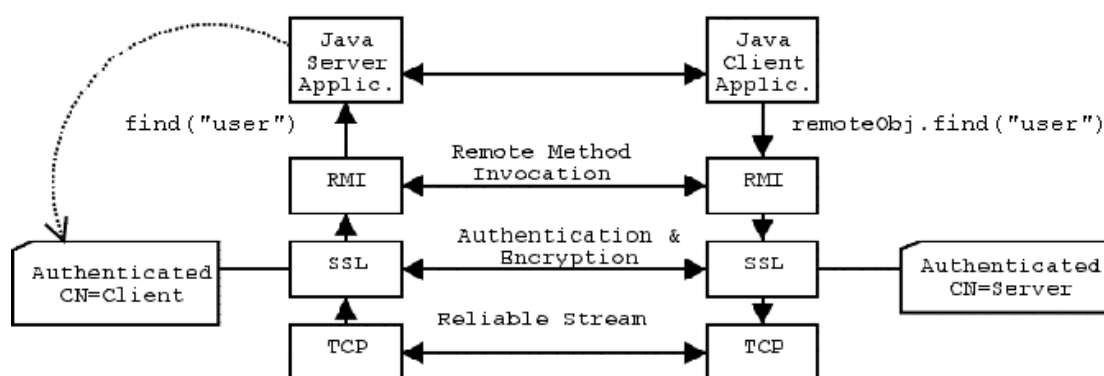 Java
Server
Applic.
Java
Client
Applic.
find("user")
remoteObj.find("user")
Remote Method
Invocation
RMI
RMI
Authentication &
Encryption
SSL
SSL
Authenticated
CN=Client
Authenticated
CN=Server
Reliable Stream
TCP
TCP